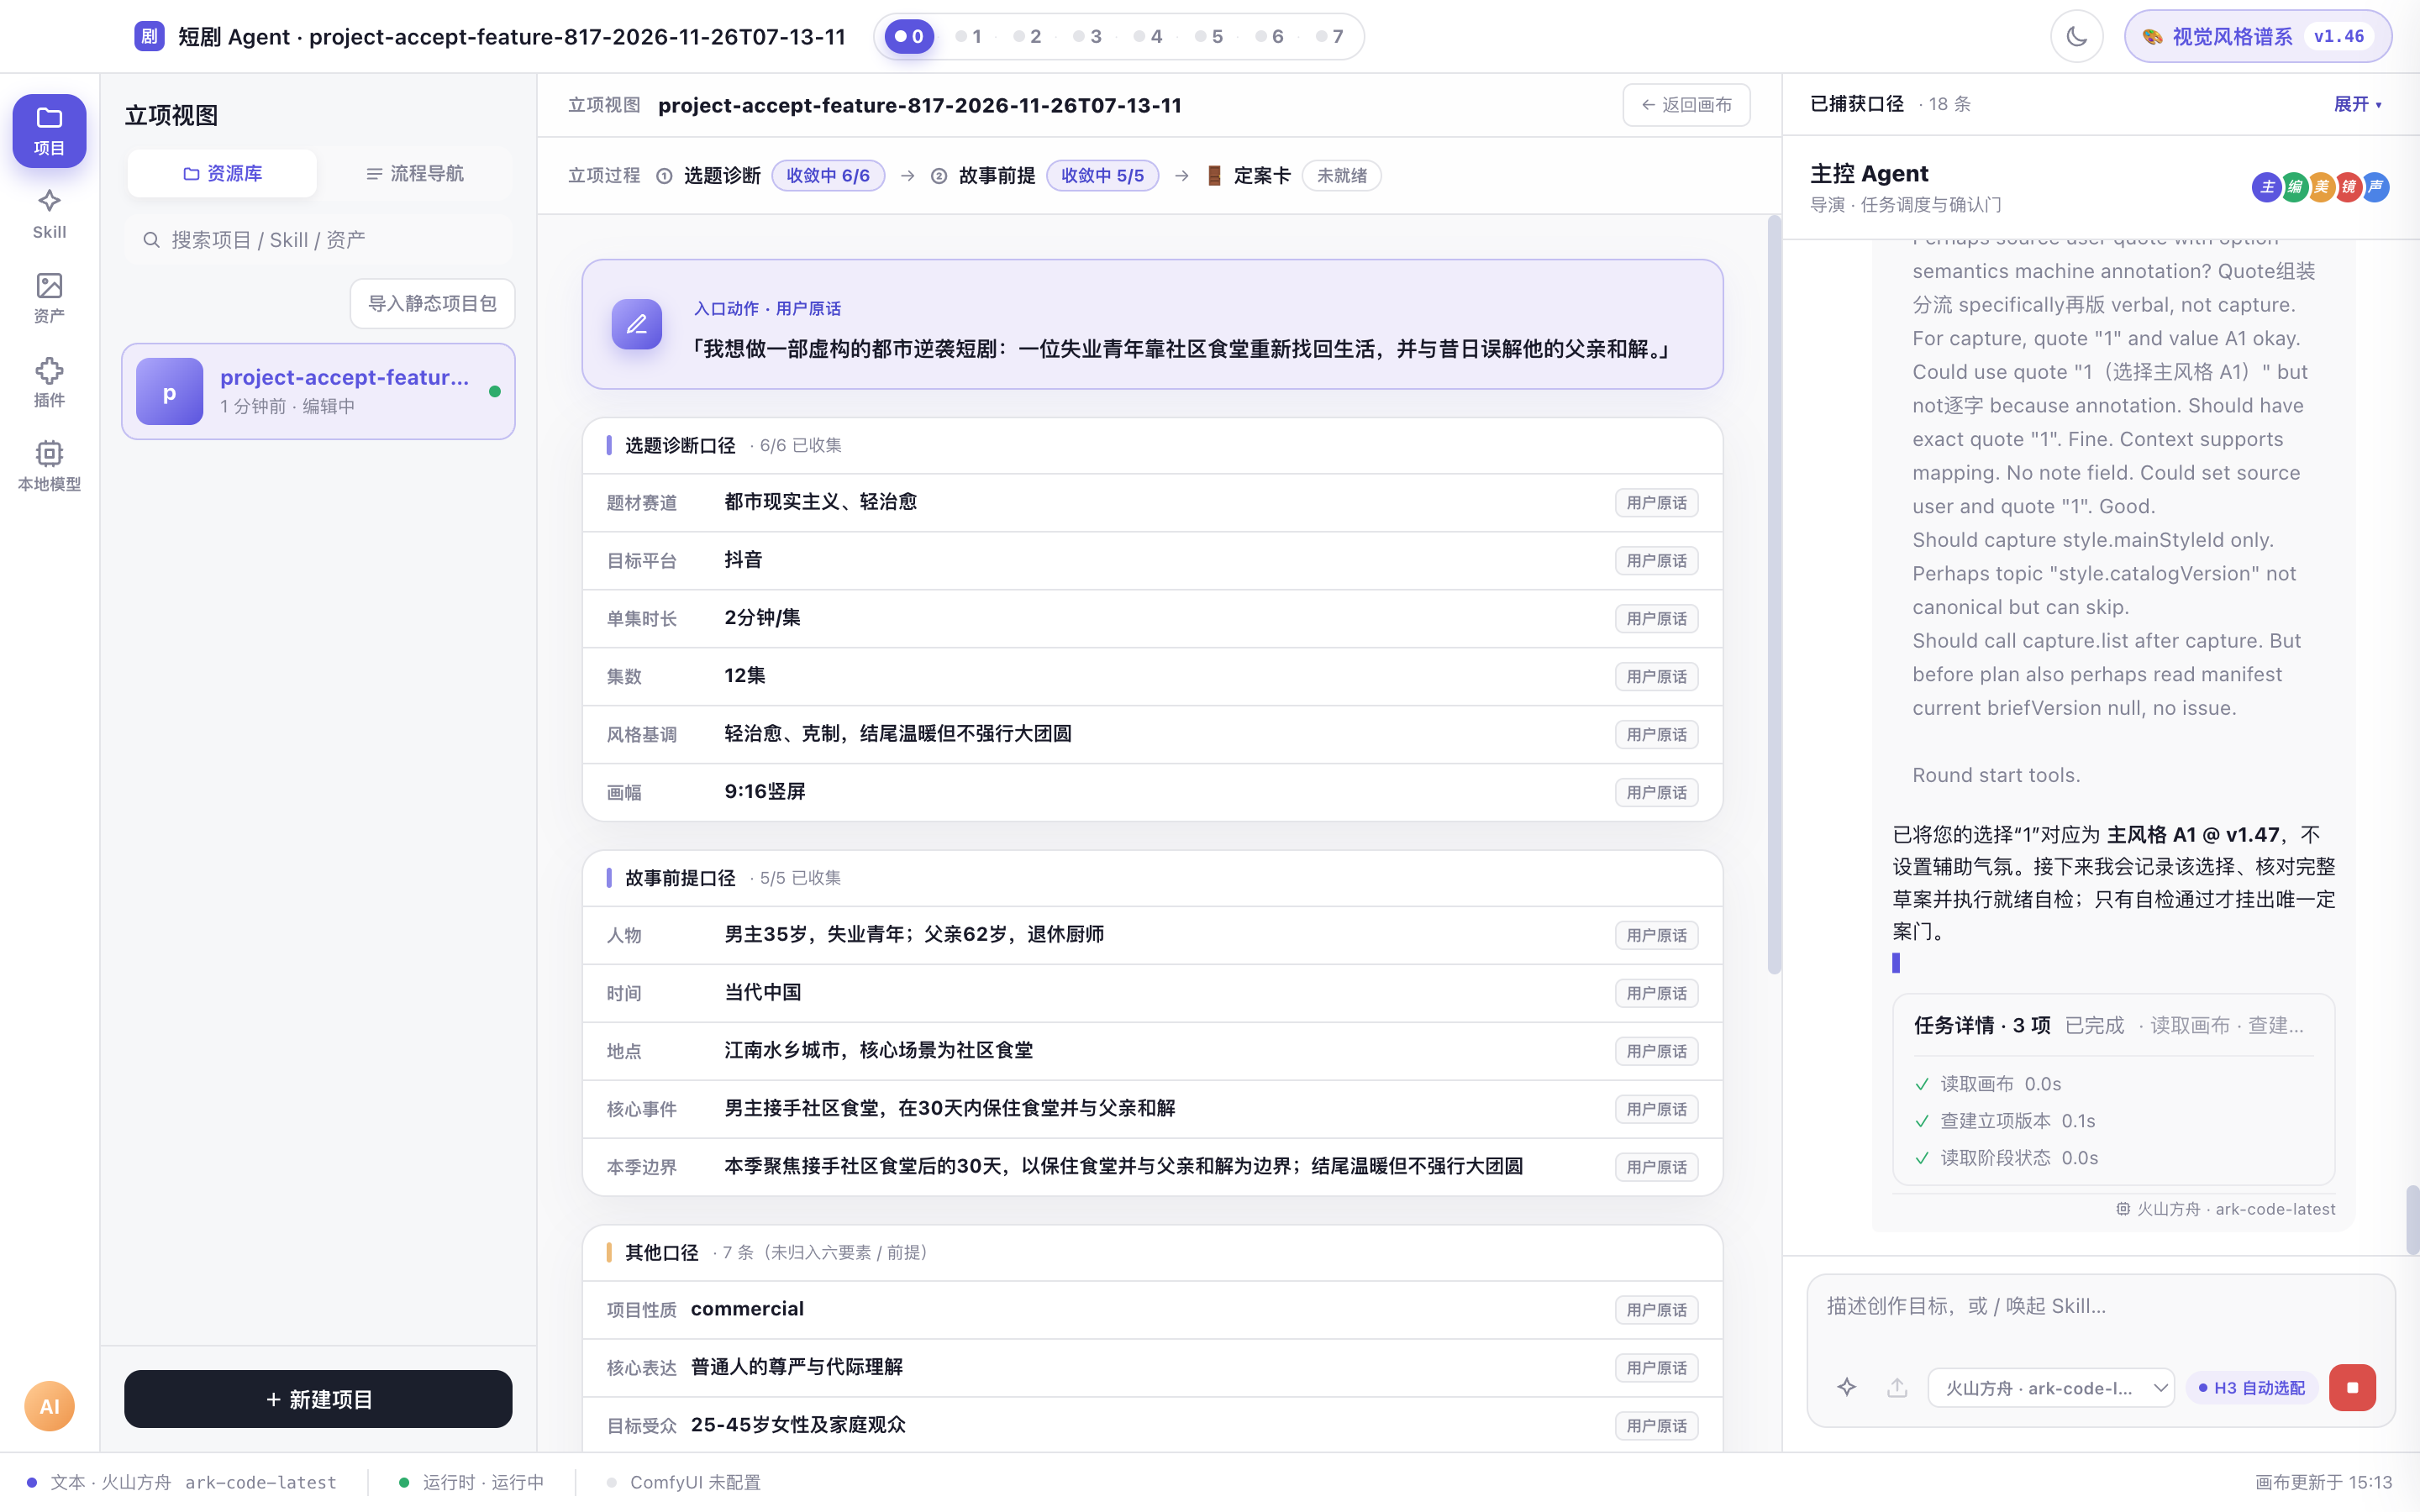 剧 短剧 Agent · project-accept-feature-817-2026-11-26T07-13-11
0 · 1 · 2 · 3 · 4 · 5 · 6 · 7
视觉风格谱系 v1.46
项目
Skill
资产
插件
本地模型
AI
立项视图
资源库
流程导航
搜索项目 / Skill / 资产
导入静态项目包
p
project-accept-featur...
1 分钟前 · 编辑中
+ 新建项目
立项视图 project-accept-feature-817-2026-11-26T07-13-11
← 返回画布
立项过程 ① 选题诊断 收敛中 6/6 → ② 故事前提 收敛中 5/5 → 定案卡 未就绪
入口动作 · 用户原话
「我想做一部虚构的都市逆袭短剧：一位失业青年靠社区食堂重新找回生活，并与昔日误解他的父亲和解。」
选题诊断口径 · 6/6 已收集
题材赛道 都市现实主义、轻治愈 用户原话
目标平台 抖音 用户原话
单集时长 2分钟/集 用户原话
集数 12集 用户原话
风格基调 轻治愈、克制，结尾温暖但不强行大团圆 用户原话
画幅 9:16竖屏 用户原话
故事前提口径 · 5/5 已收集
人物 男主35岁，失业青年；父亲62岁，退休厨师 用户原话
时间 当代中国 用户原话
地点 江南水乡城市，核心场景为社区食堂 用户原话
核心事件 男主接手社区食堂，在30天内保住食堂并与父亲和解 用户原话
本季边界 本季聚焦接手社区食堂后的30天，以保住食堂并与父亲和解为边界；结尾温暖但不强行大团圆 用户原话
其他口径 · 7 条（未归入六要素 / 前提）
项目性质 commercial 用户原话
核心表达 普通人的尊严与代际理解 用户原话
目标受众 25-45岁女性及家庭观众 用户原话
已捕获口径 · 18 条
展开 ▾
主控 Agent
导演 · 任务调度与确认门
主 编 美 镜 声
Perhaps source user quote with option
semantics machine annotation? Quote组装
分流 specifically再版 verbal, not capture.
For capture, quote "1" and value A1 okay.
Could use quote "1（选择主风格 A1）" but
not逐字 because annotation. Should have
exact quote "1". Fine. Context supports
mapping. No note field. Could set source
user and quote "1". Good.
Should capture style.mainStyleId only.
Perhaps topic "style.catalogVersion" not
canonical but can skip.
Should call capture.list after capture. But
before plan also perhaps read manifest
current briefVersion null, no issue.
Round start tools.
已将您的选择“1”对应为 主风格 A1 @ v1.47，不
设置辅助气氛。接下来我会记录该选择、核对完整
草案并执行就绪自检；只有自检通过才挂出唯一定
案门。
任务详情 · 3 项 已完成 · 读取画布 · 查建...
读取画布 0.0s
查建立项版本 0.1s
读取阶段状态 0.0s
火山方舟 · ark-code-latest
描述创作目标，或 / 唤起 Skill...
火山方舟 · ark-code-l...
H3 自动选配
文本 · 火山方舟 ark-code-latest
运行时 · 运行中
ComfyUI 未配置
画布更新于 15:13